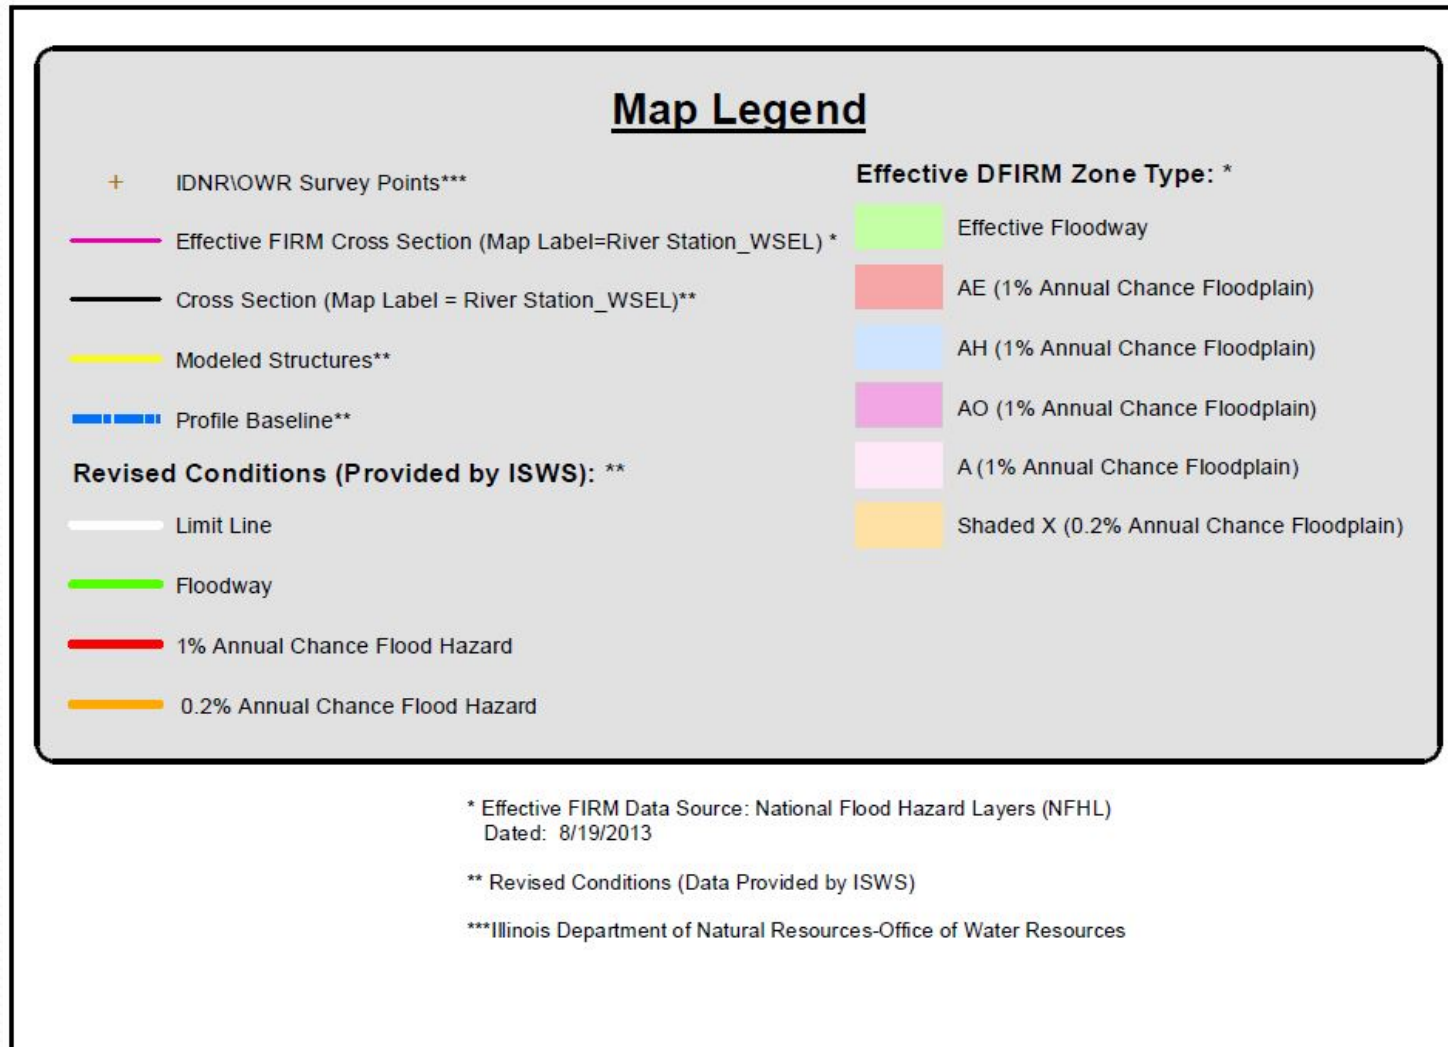 Map Legend
IDNR\OWR Survey Points***
Effective FIRM Cross Section (Map Label=River Station_WSEL) *
Cross Section (Map Label = River Station_WSEL)**
Modeled Structures**
Profile Baseline**
Revised Conditions (Provided by ISWS): **
Limit Line
Floodway
1% Annual Chance Flood Hazard
0.2% Annual Chance Flood Hazard
Effective DFIRM Zone Type: *
Effective Floodway
AE (1% Annual Chance Floodplain)
AH (1% Annual Chance Floodplain)
AO (1% Annual Chance Floodplain)
A (1% Annual Chance Floodplain)
Shaded X (0.2% Annual Chance Floodplain)
* Effective FIRM Data Source: National Flood Hazard Layers (NFHL)
Dated: 8/19/2013
** Revised Conditions (Data Provided by ISWS)
***Illinois Department of Natural Resources-Office of Water Resources